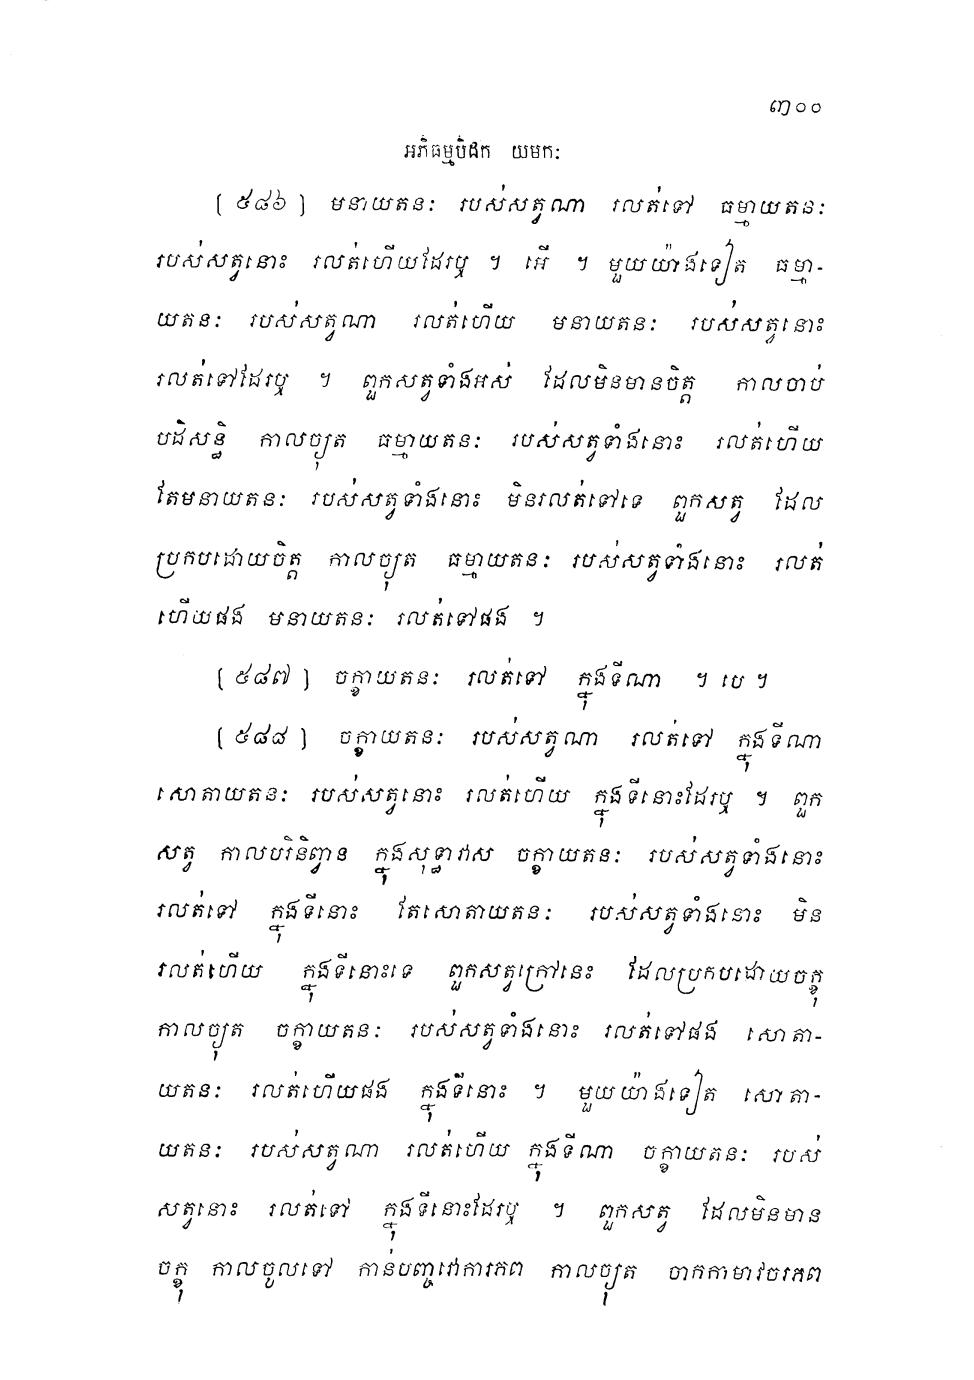 ៣០០
អភិធម្មបិដក យមកៈ
[ ៥៨៦ ] មនាយតនៈ របស់សត្វណា រលត់ទៅ ធម្មាយតនៈ
របស់សត្វនោះ រលត់ហើយដែរឬ ។ អើ ។ មួយយ៉ាងទៀត ធម្មា-
យតនៈ របស់សត្វណា រលត់ហើយ មនាយតនៈ របស់សត្វនោះ
រលត់ទៅដែរឬ ។ ពួកសត្វទាំងអស់ ដែលមិនមានចិត្ត កាលចាប់
បដិសន្ធិ កាលច្យុត ធម្មាយតនៈ របស់សត្វទាំងនោះ រលត់ហើយ
តែមនាយតនៈ របស់សត្វទាំងនោះ មិនរលត់ទៅទេ ពួកសត្វ ដែល
ប្រកបដោយចិត្ត កាលច្យុត ធម្មាយតនៈ របស់សត្វទាំងនោះ រលត់
ហើយផង មនាយតនៈ រលត់ទៅផង ។
[ ៥៨៧ ] ចក្ខាយតនៈ រលត់ទៅ ក្នុងទីណា ។ បេ ។
[ ៥៨៨ ] ចក្ខាយតនៈ របស់សត្វណា រលត់ទៅ ក្នុងទីណា
សោតាយតនៈ របស់សត្វនោះ រលត់ហើយ ក្នុងទីនោះដែរឬ ។ ពួក
សត្វ កាលបរិនិព្វាន ក្នុងសុទ្ធាវាស ចក្ខាយតនៈ របស់សត្វទាំងនោះ
រលត់ទៅ ក្នុងទីនោះ តែសោតាយតនៈ របស់សត្វទាំងនោះ មិន
រលត់ហើយ ក្នុងទីនោះទេ ពួកសត្វក្រៅនេះ ដែលប្រកបដោយចក្ខុ
កាលច្យុត ចក្ខាយតនៈ របស់សត្វទាំងនោះ រលត់ទៅផង សោតា-
យតនៈ រលត់ហើយផង ក្នុងទីនោះ ។ មួយយ៉ាងទៀត សោតា-
យតនៈ របស់សត្វណា រលត់ហើយ ក្នុងទីណា ចក្ខាយតនៈ របស់
សត្វនោះ រលត់ទៅ ក្នុងទីនោះដែរឬ ។ ពួកសត្វ ដែលមិនមាន
ចក្ខុ កាលចូលទៅ កាន់បញ្ចវោការភព កាលច្យុត ចាកកាមាវចរភព